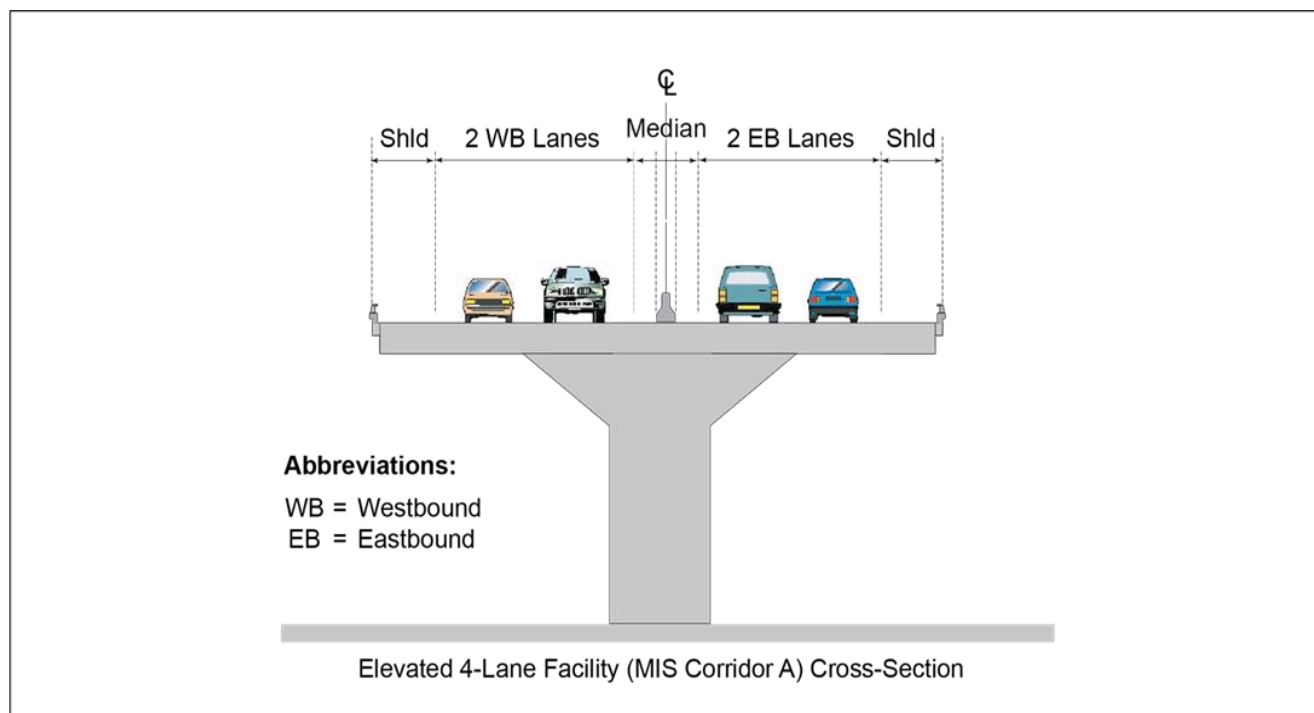 ℄
Shld 2 WB Lanes Median 2 EB Lanes Shld
Abbreviations:
WB = Westbound
EB = Eastbound
Elevated 4-Lane Facility (MIS Corridor A) Cross-Section